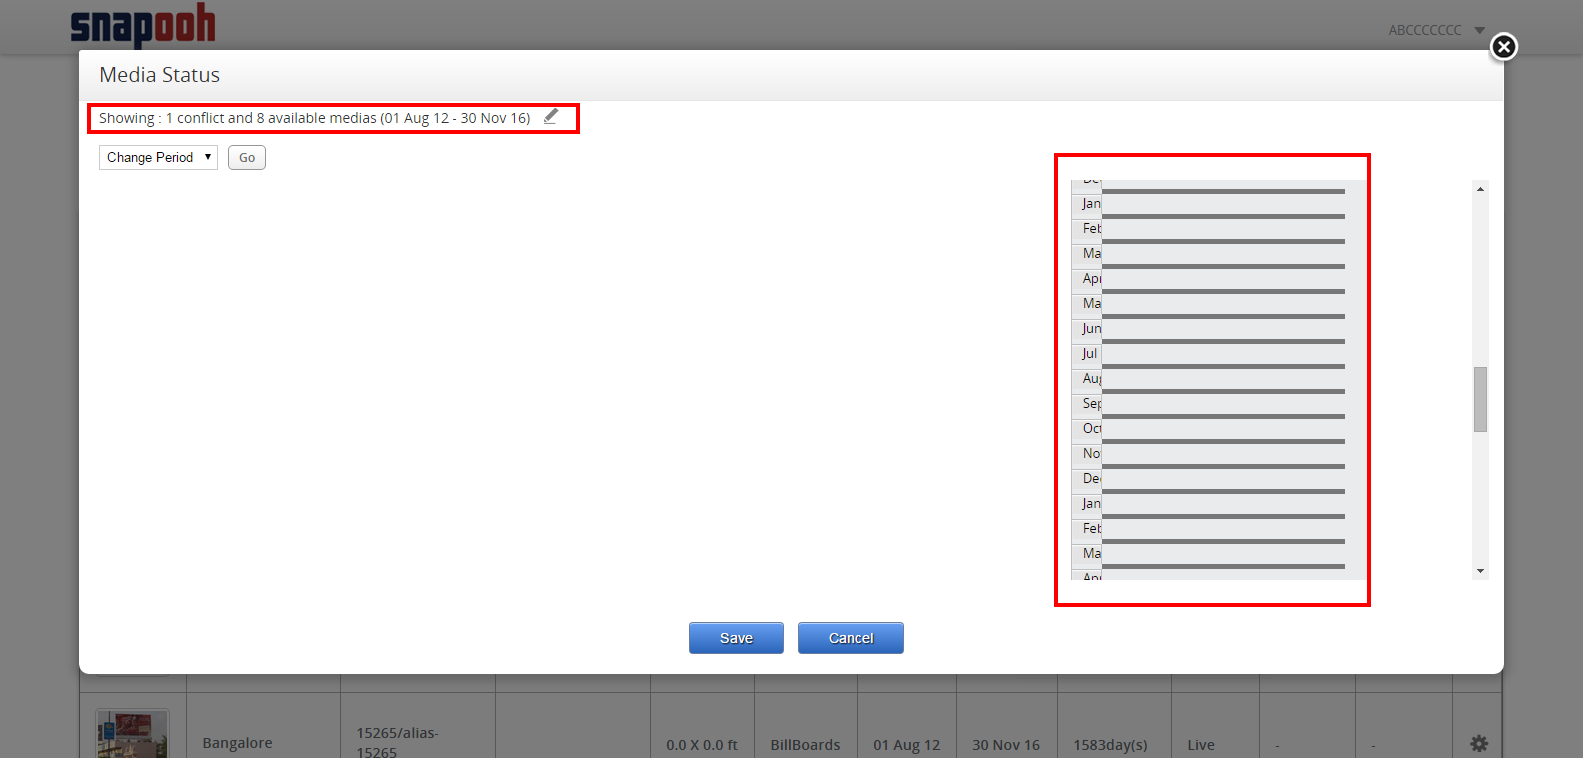 snapooh
ABCCCCCCC
Media Status
Showing : 1 conflict and 8 available medias (01 Aug 12 - 30 Nov 16)
Change Period
Go
Jan
Feb
Ma
Apr
Ma
Jun
Jul
Aug
Sep
Oct
Nov
Dec
Jan
Feb
Ma
Apr
Save
Cancel
Bangalore
15265/alias-
15265
0.0 X 0.0 ft
BillBoards
01 Aug 12
30 Nov 16
1583day(s)
Live
-
-